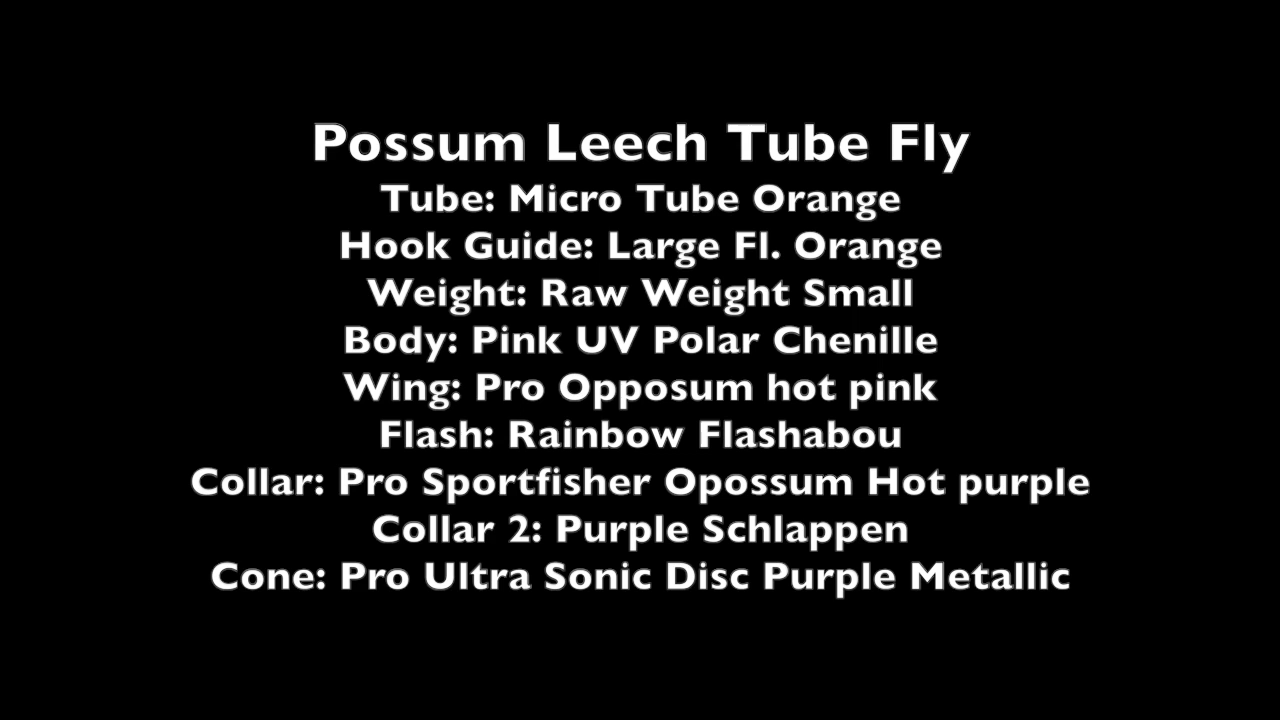 Possum Leech Tube Fly
Tube: Micro Tube Orange
Hook Guide: Large Fl. Orange
Weight: Raw Weight Small
Body: Pink UV Polar Chenille
Wing: Pro Opposum hot pink
Flash: Rainbow Flashabou
Collar: Pro Sportfisher Opossum Hot purple
Collar 2: Purple Schlappen
Cone: Pro Ultra Sonic Disc Purple Metallic